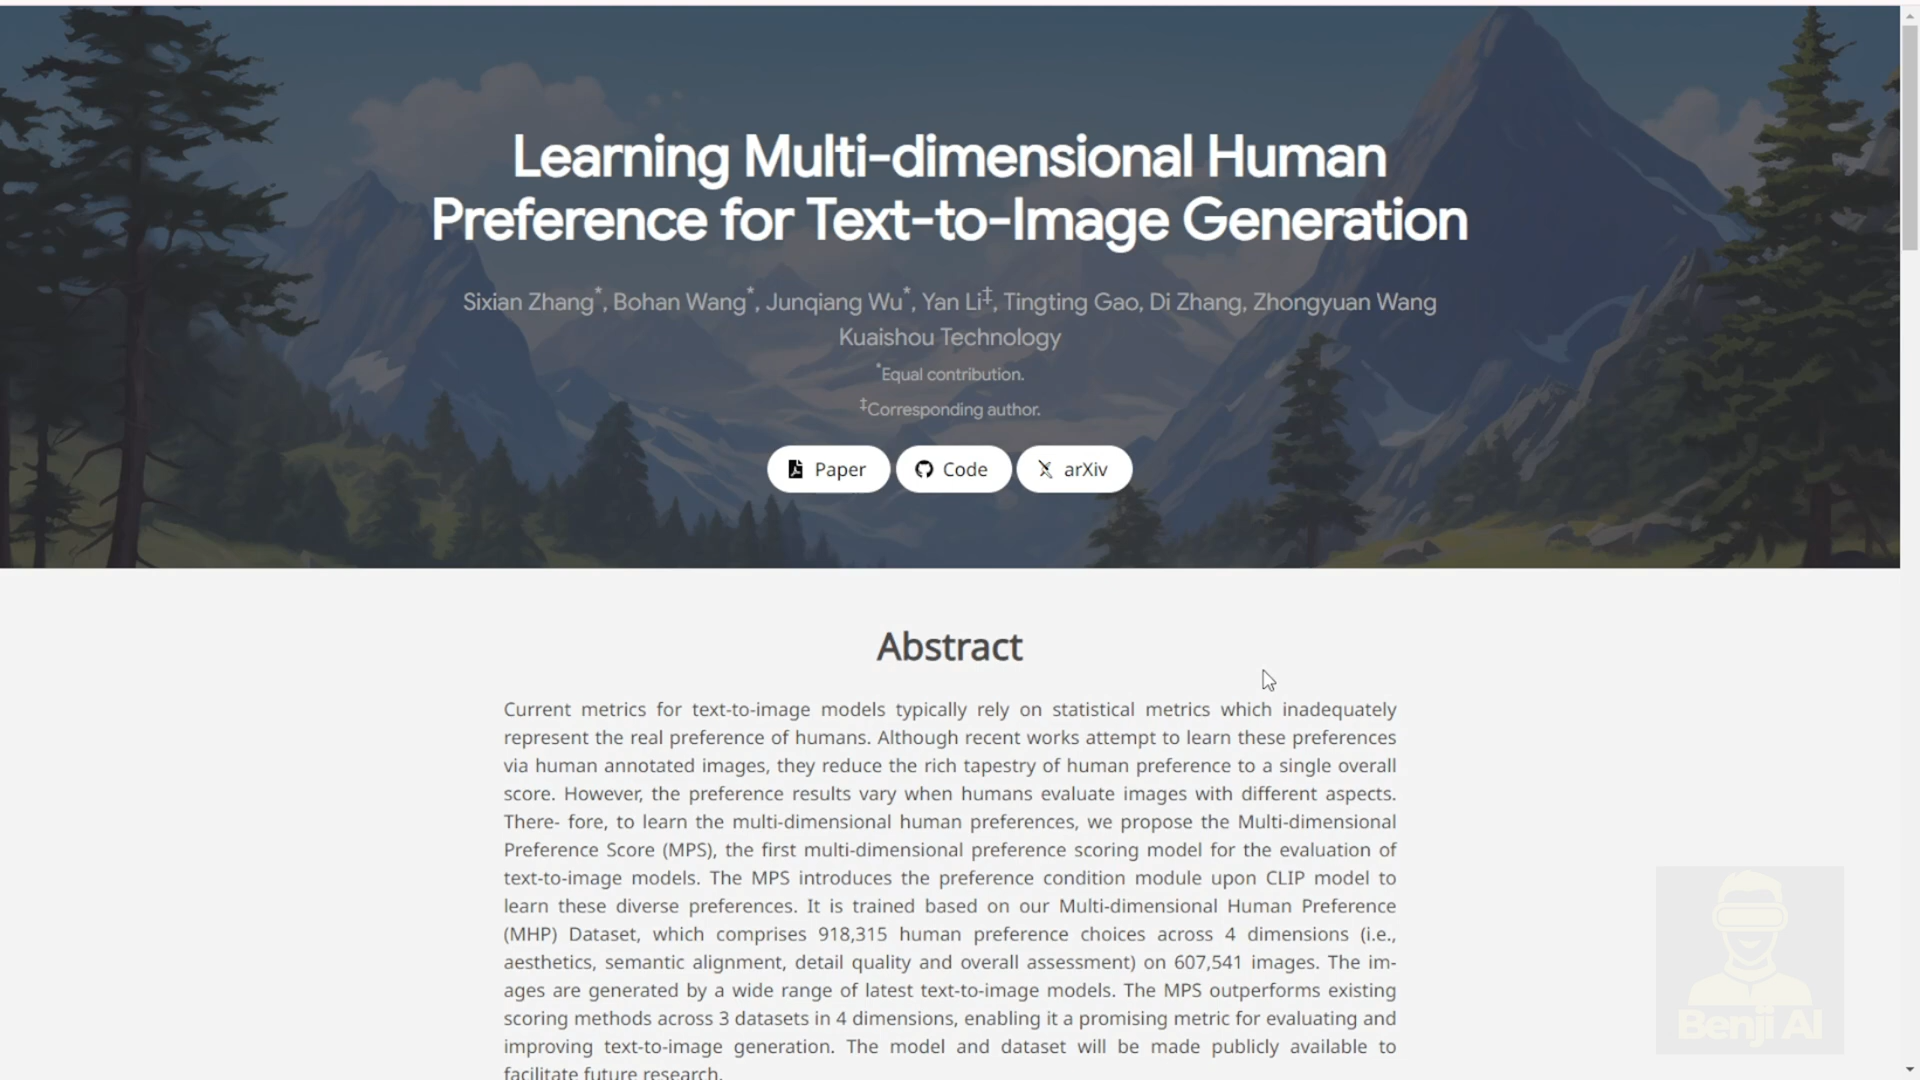 Learning Multi-dimensional Human
Preference for Text-to-Image Generation
Sixian Zhang*, Bohan Wang*, Junqiang Wu*, Yan Li‡, Tingting Gao, Di Zhang, Zhongyuan Wang
Kuaishou Technology
*Equal contribution.
‡Corresponding author.
Paper Code arXiv
Abstract
Current metrics for text-to-image models typically rely on statistical metrics which inadequately
represent the real preference of humans. Although recent works attempt to learn these preferences
via human annotated images, they reduce the rich tapestry of human preference to a single overall
score. However, the preference results vary when humans evaluate images with different aspects.
There- fore, to learn the multi-dimensional human preferences, we propose the Multi-dimensional
Preference Score (MPS), the first multi-dimensional preference scoring model for the evaluation of
text-to-image models. The MPS introduces the preference condition module upon CLIP model to
learn these diverse preferences. It is trained based on our Multi-dimensional Human Preference
(MHP) Dataset, which comprises 918,315 human preference choices across 4 dimensions (i.e.,
aesthetics, semantic alignment, detail quality and overall assessment) on 607,541 images. The im-
ages are generated by a wide range of latest text-to-image models. The MPS outperforms existing
scoring methods across 3 datasets in 4 dimensions, enabling it a promising metric for evaluating and
improving text-to-image generation. The model and dataset will be made publicly available to
facilitate future research.
Benji AI